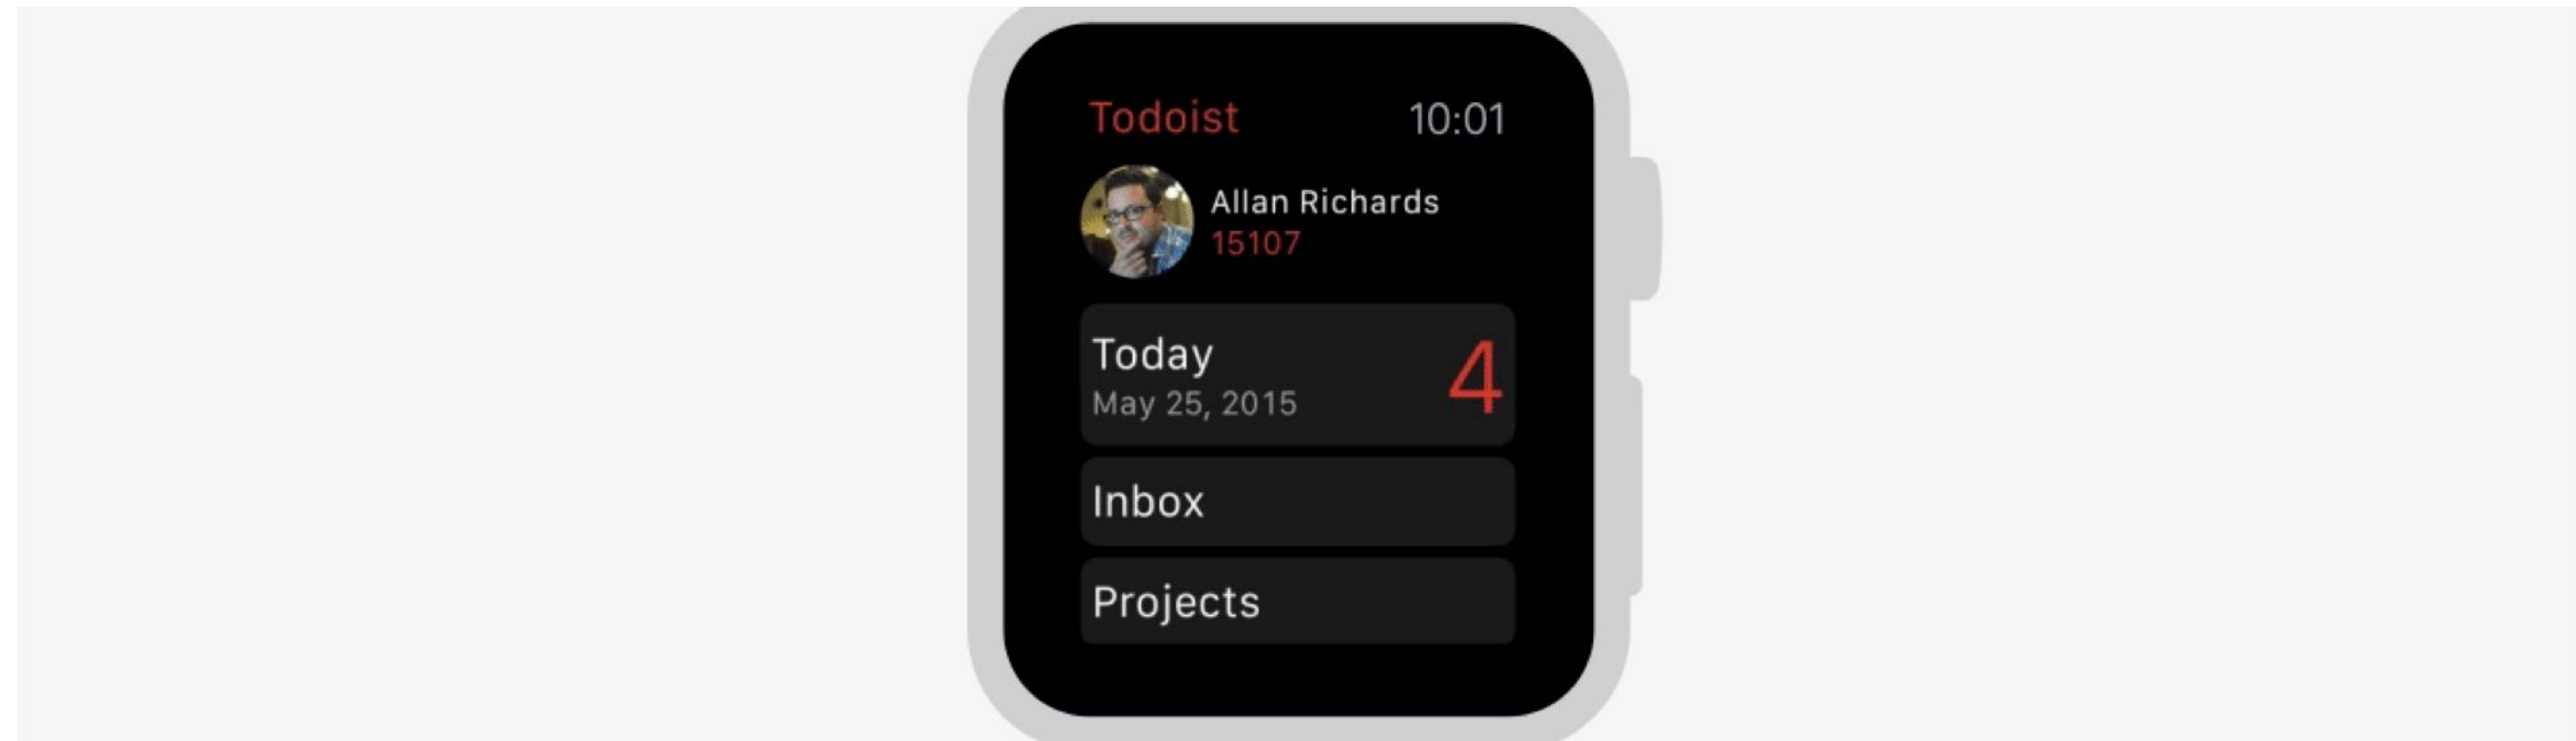 Todoist 10:01
Allan Richards
15107
Today 4
May 25, 2015
Inbox
Projects